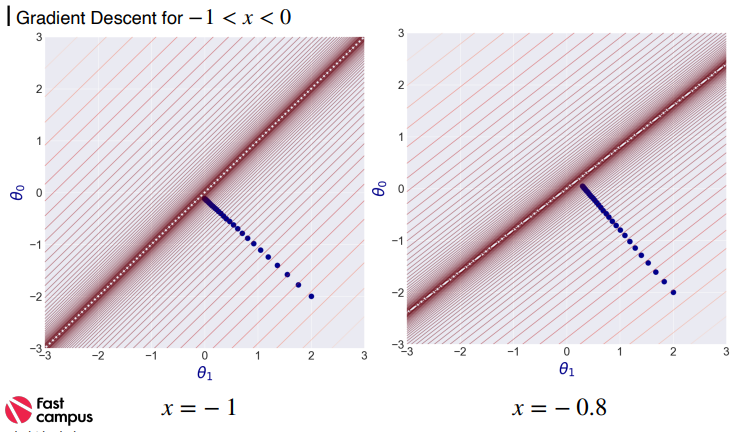 Gradient Descent for −1 < x < 0
3
2
1
0
−1
−2
−3
θ0
−3 −2 −1 0 1 2 3
θ1
3
2
1
0
−1
−2
−3
θ0
−3 −2 −1 0 1 2 3
θ1
Fast
campus
x = − 1
x = − 0.8